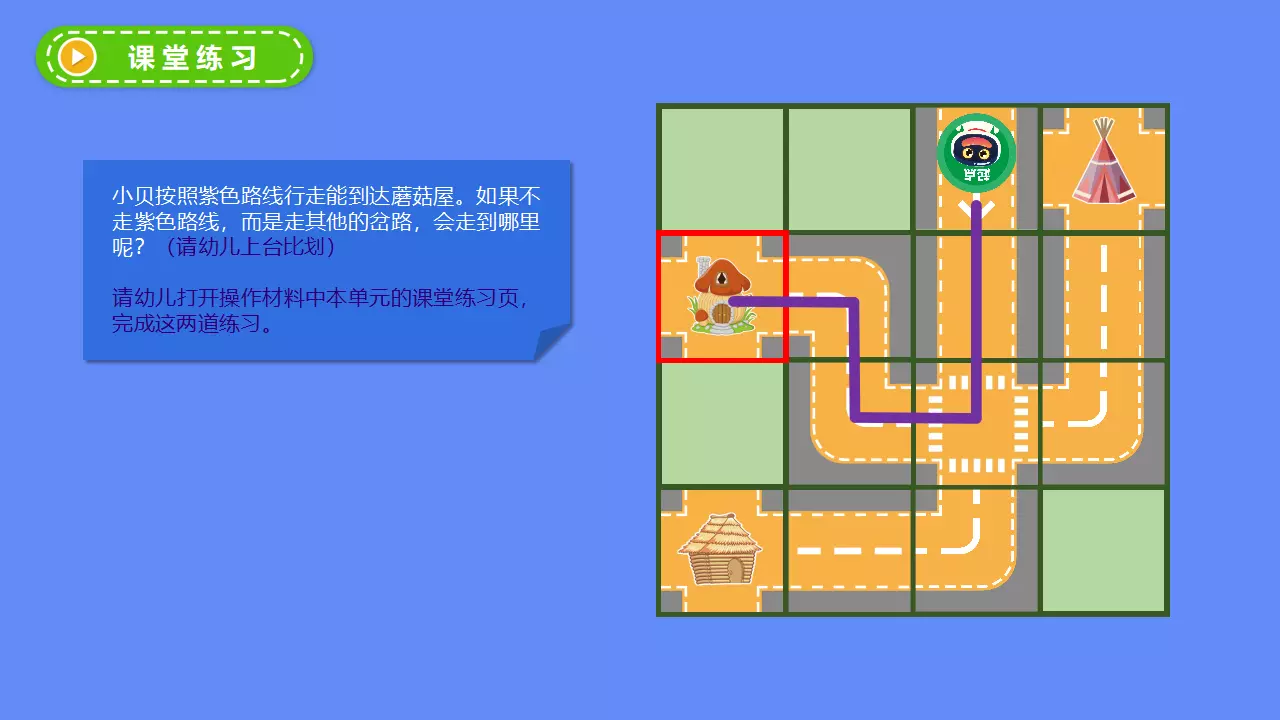 课堂练习
小贝按照紫色路线行走能到达蘑菇屋。如果不
走紫色路线，而是走其他的岔路，会走到哪里
呢？（请幼儿上台比划）
请幼儿打开操作材料中本单元的课堂练习页，
完成这两道练习。
起点